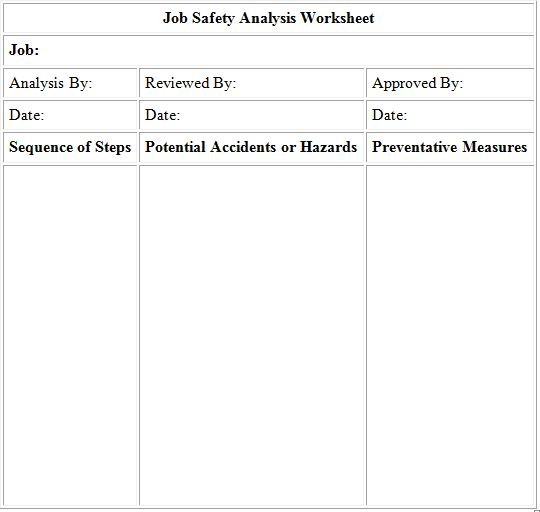 Job Safety Analysis Worksheet
Job:
Analysis By: Reviewed By: Approved By:
Date: Date: Date:
Sequence of Steps Potential Accidents or Hazards Preventative Measures